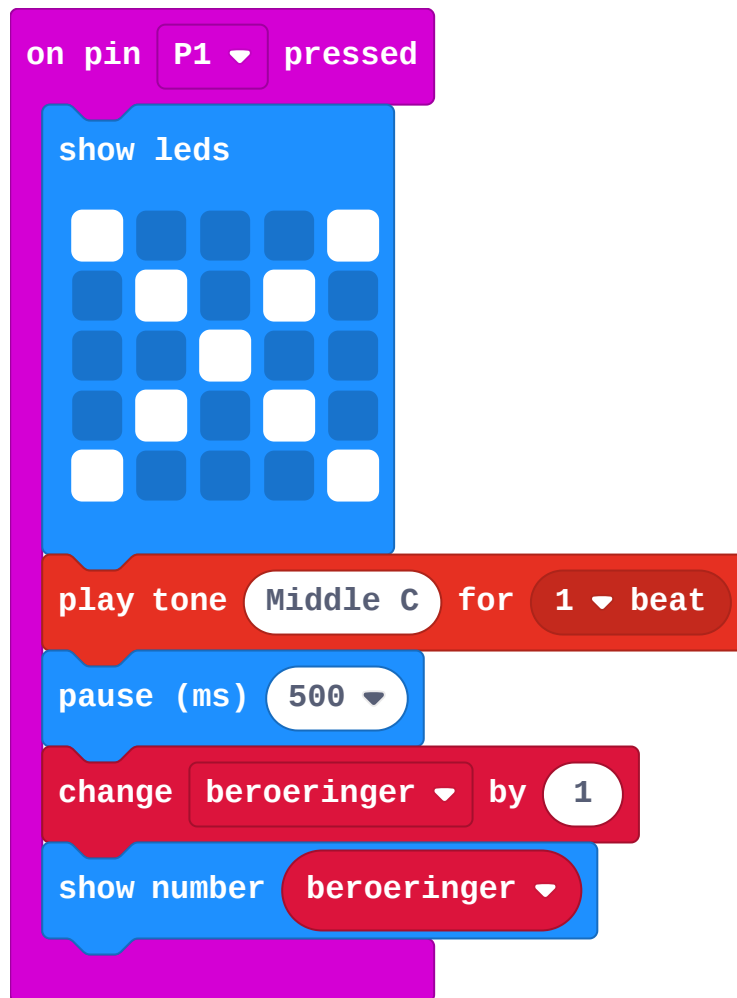 on pin P1 pressed
show leds
play tone Middle C for 1 beat
pause (ms) 500
change beroeringer by 1
show number beroeringer